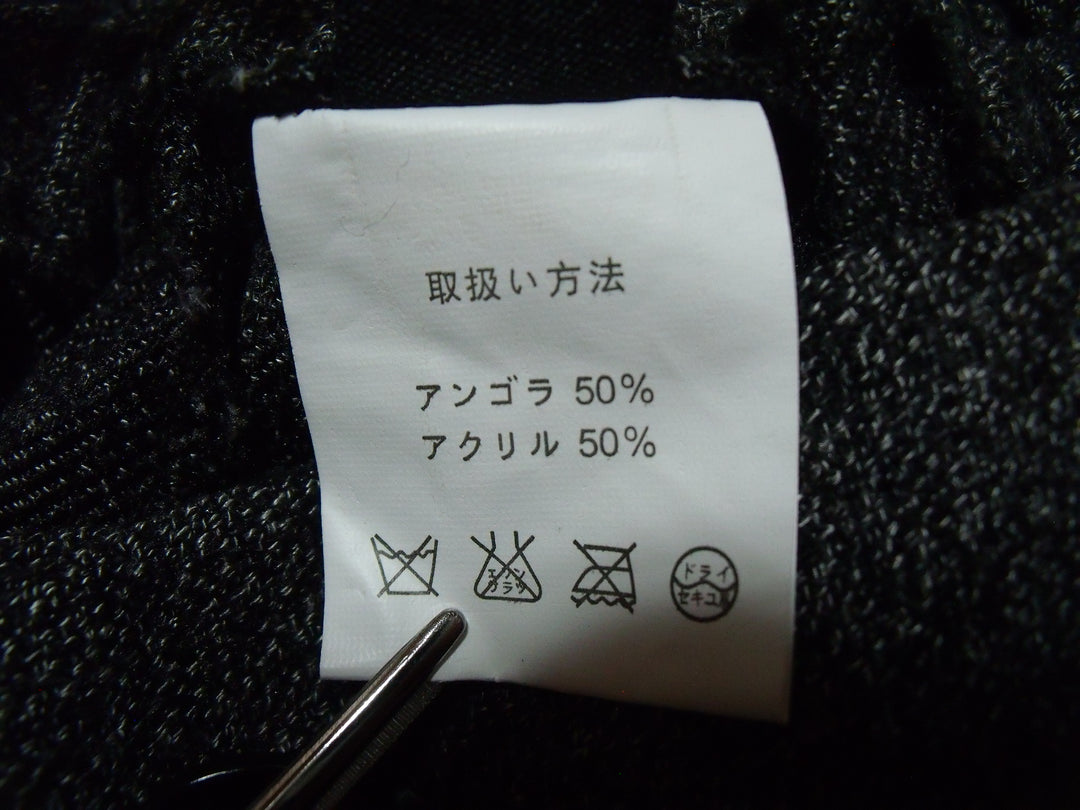 取扱い方法
アンゴラ 50%
アクリル 50%
エンソ
サラシ
ドライ
セキユ系